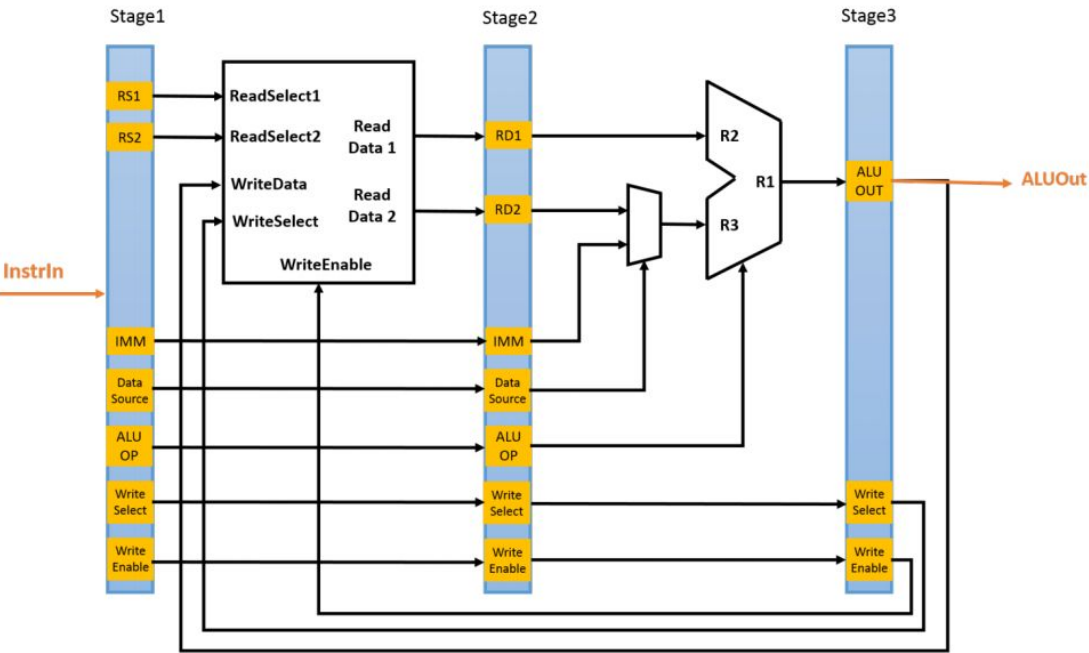 Stage1
Stage2
Stage3
RS1
RS2
ReadSelect1
ReadSelect2
WriteData
WriteSelect
WriteEnable
Read
Data 1
Read
Data 2
RD1
RD2
R2
R3
R1
ALU
OUT
ALUOut
InstrIn
IMM
IMM
Data
Source
Data
Source
ALU
OP
ALU
OP
Write
Select
Write
Select
Write
Select
Write
Enable
Write
Enable
Write
Enable